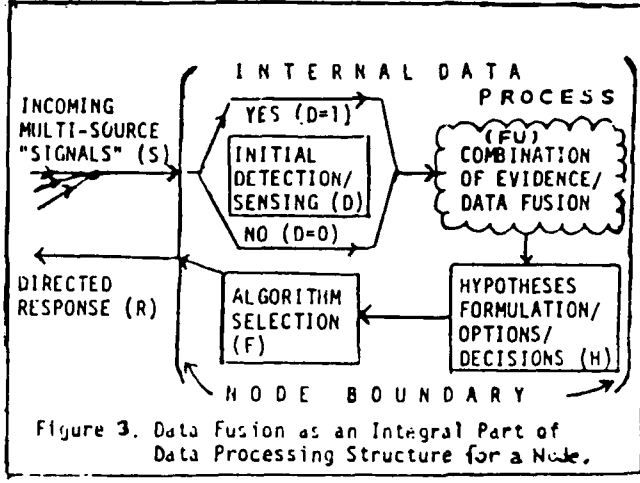 INTERNAL DATA
PROCESS
INCOMING
MULTI-SOURCE
"SIGNALS" (S)
YES (D=1)
INITIAL
DETECTION/
SENSING (D)
NO (D=0)
(FU)
COMBINATION
OF EVIDENCE/
DATA FUSION
DIRECTED
RESPONSE (R)
ALGORITHM
SELECTION
(F)
HYPOTHESES
FORMULATION/
OPTIONS/
DECISIONS (H)
NODE BOUNDARY
Figure 3. Data Fusion as an Integral Part of
Data Processing Structure for a Node.